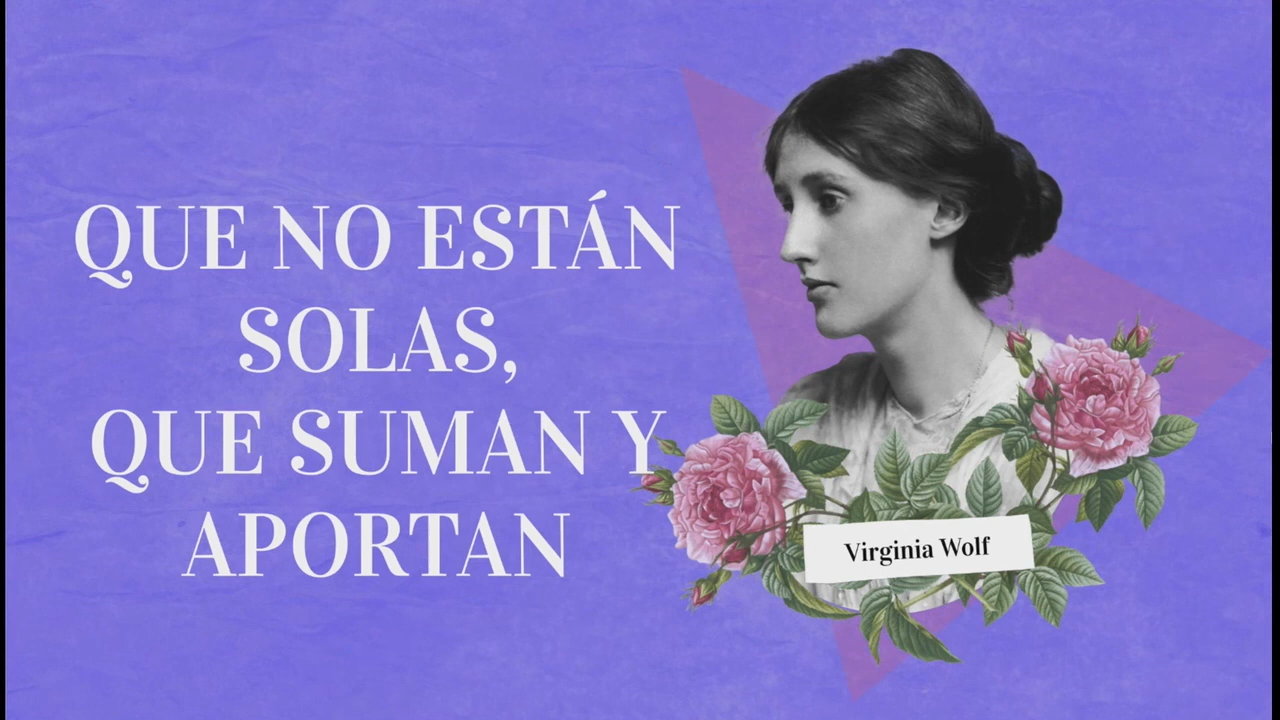 QUE NO ESTÁN
SOLAS,
QUE SUMAN Y
APORTAN
Virginia Wolf